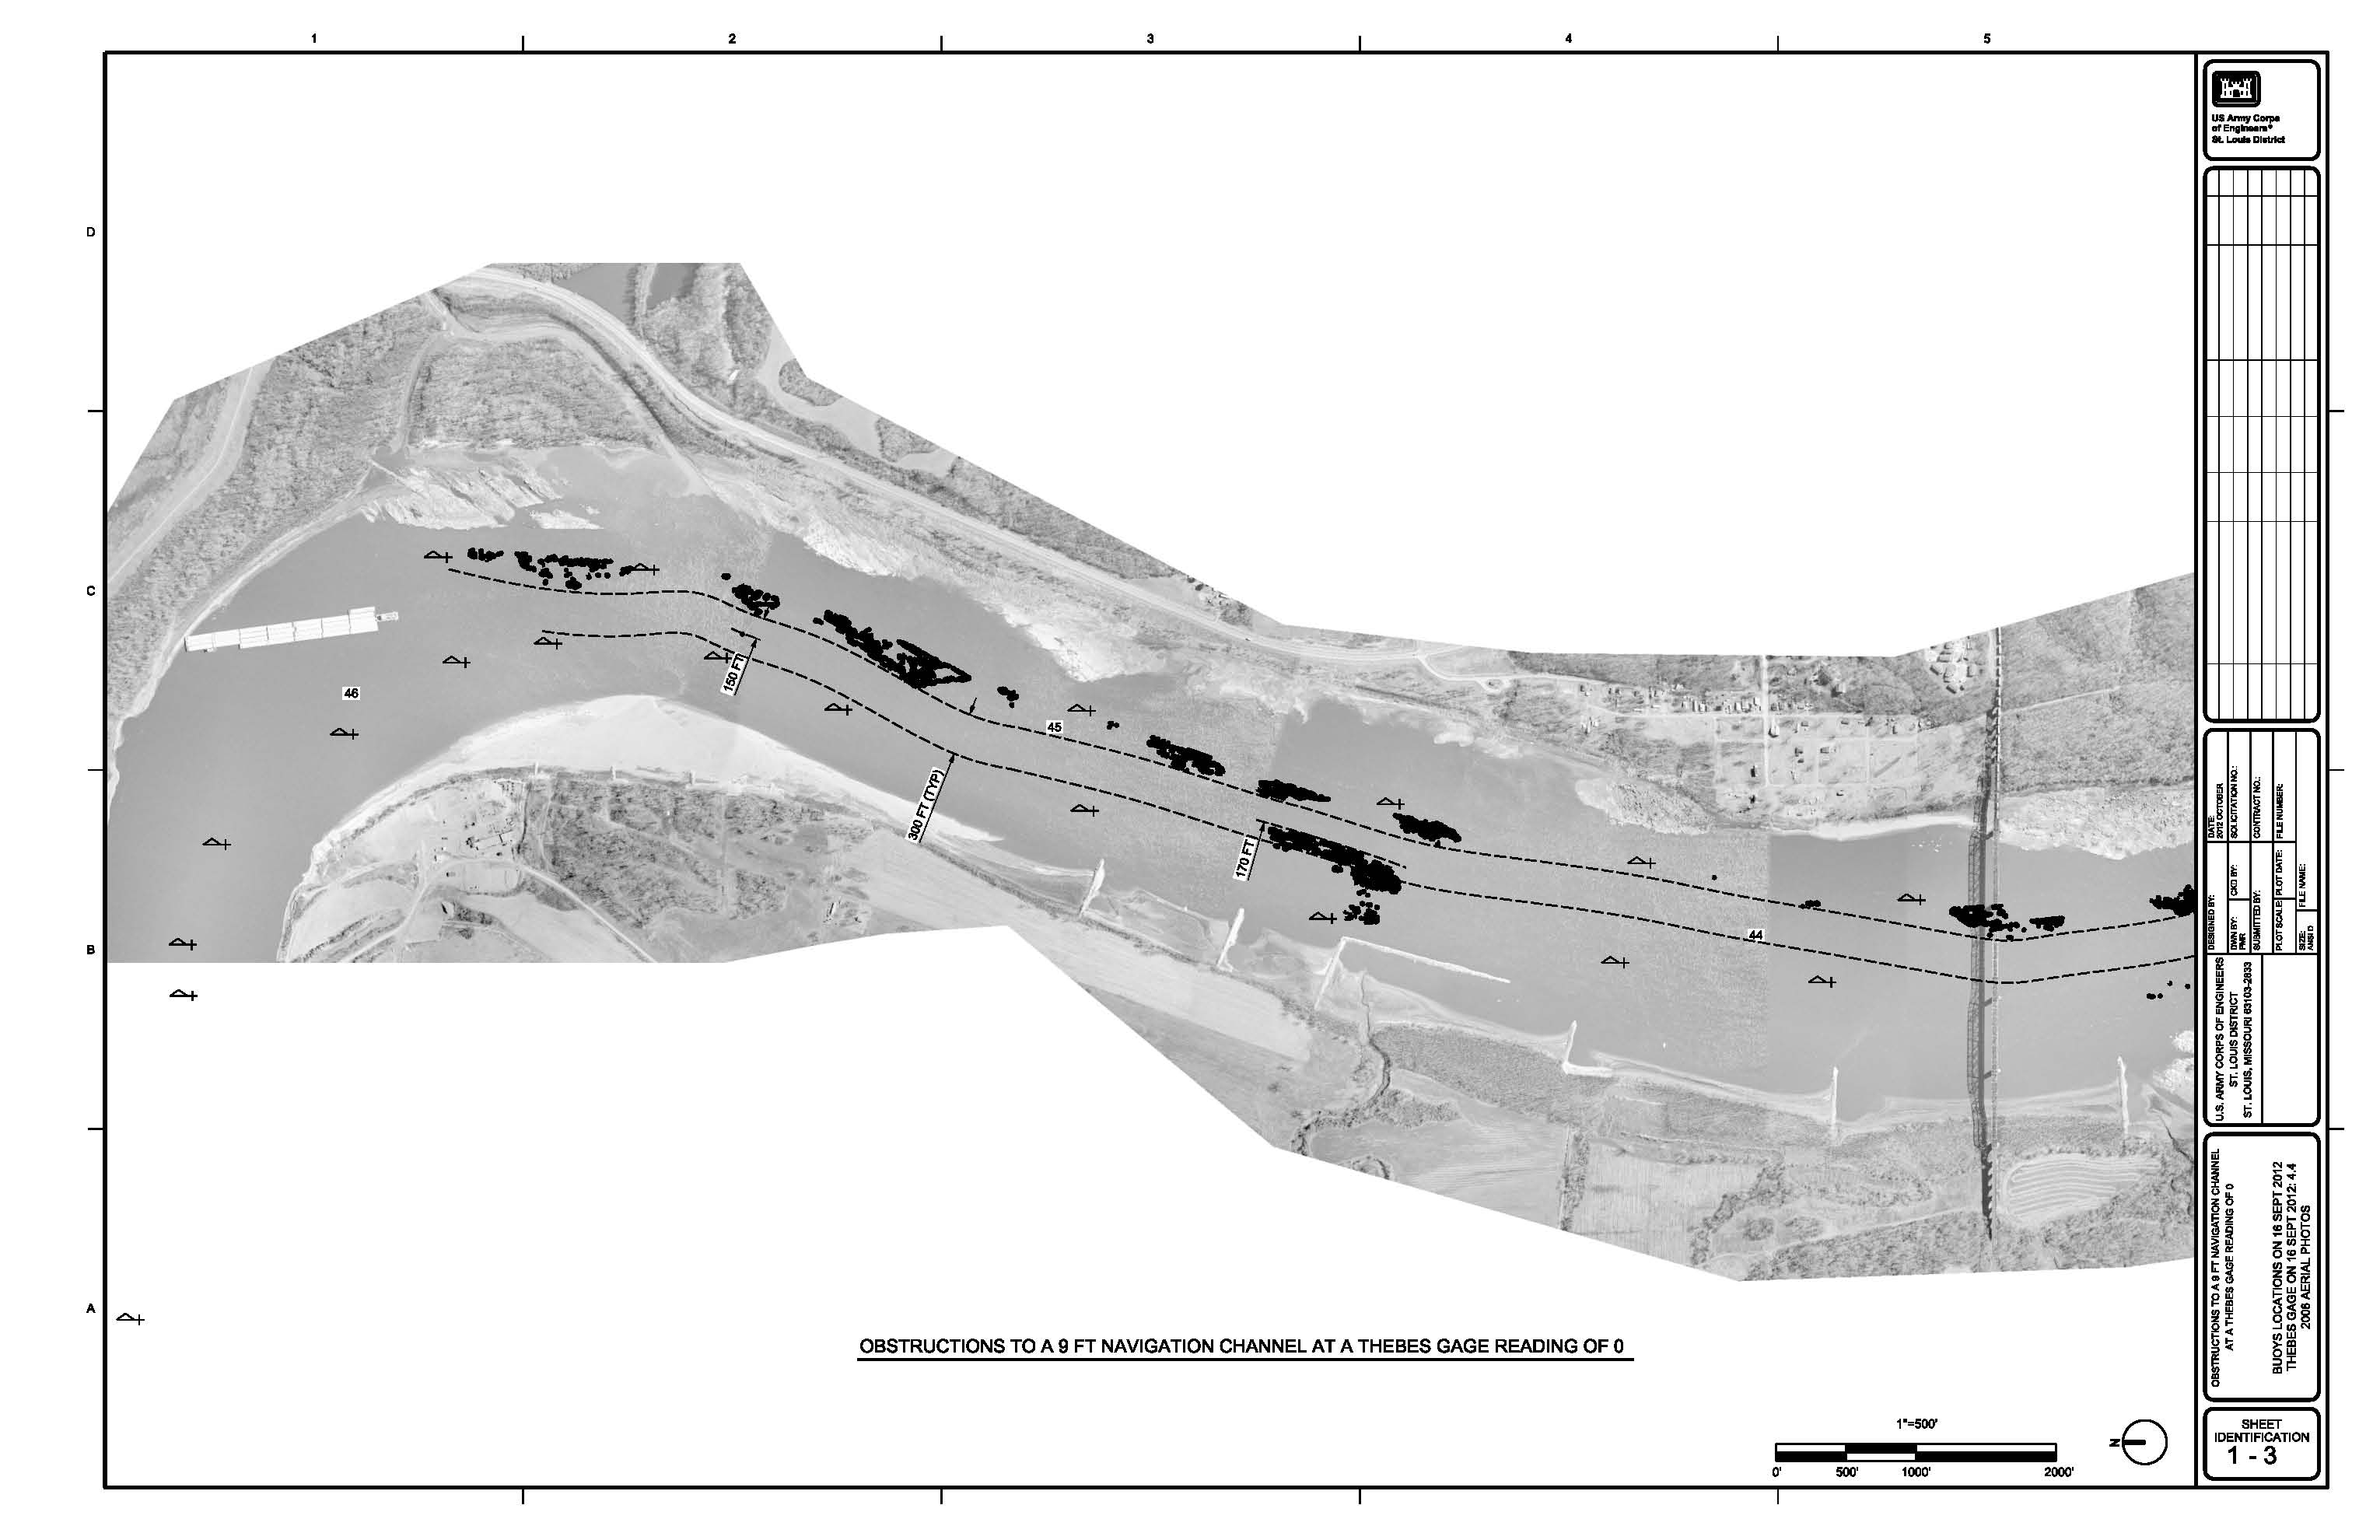 1 2 3 4 5
D
C
B
A
46
45
44
150 FT
300 FT (TYP)
170 FT
OBSTRUCTIONS TO A 9 FT NAVIGATION CHANNEL AT A THEBES GAGE READING OF 0
1"=500'
0' 500' 1000' 2000'
N
US Army Corps
of Engineers®
St. Louis District
DATE:
2012 OCTOBER
SOLICITATION NO.:
CONTRACT NO.:
FILE NUMBER:
DESIGNED BY:
DWN BY:
PMR
CKD BY:
SUBMITTED BY:
PLOT SCALE:
PLOT DATE:
SIZE:
ANSI D
FILE NAME:
U.S. ARMY CORPS OF ENGINEERS
ST. LOUIS DISTRICT
ST. LOUIS, MISSOURI 63103-2833
OBSTRUCTIONS TO A 9 FT NAVIGATION CHANNEL
AT A THEBES GAGE READING OF 0
BUOYS LOCATIONS ON 16 SEPT 2012
THEBES GAGE ON 16 SEPT 2012: 4.4
2006 AERIAL PHOTOS
SHEET
IDENTIFICATION
1 - 3